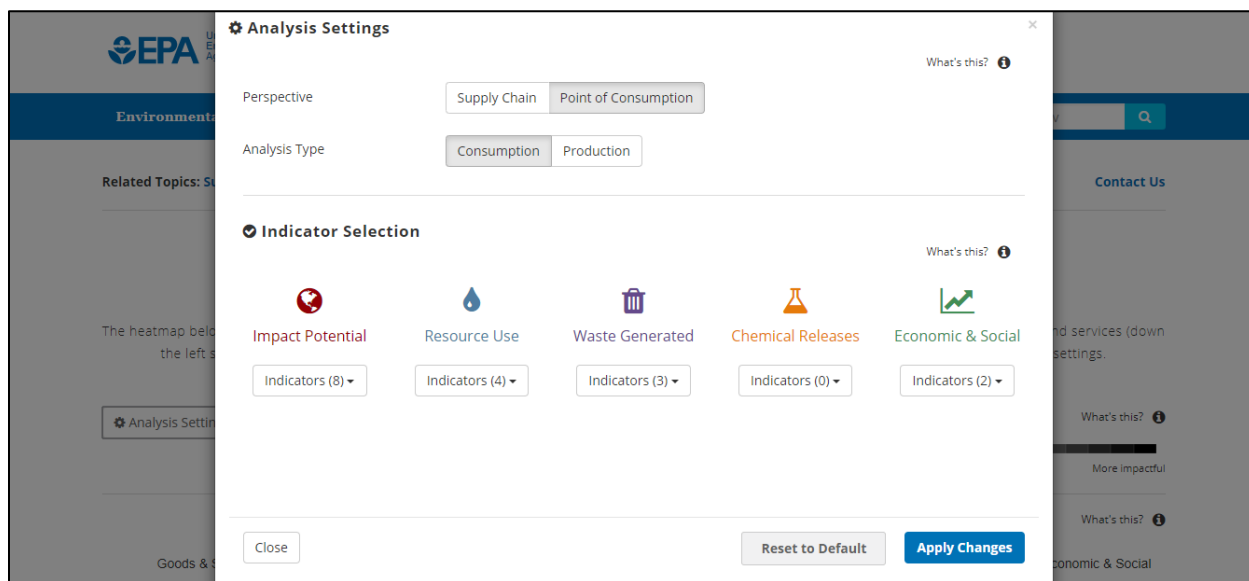 EPA
Analysis Settings
×
What's this?
Perspective
Supply Chain
Point of Consumption
Environmenta
Analysis Type
Consumption
Production
Related Topics: Su
Contact Us
Indicator Selection
What's this?
Impact Potential
Resource Use
Waste Generated
Chemical Releases
Economic & Social
The heatmap belo
nd services (down
the left s
settings.
Indicators (8)
Indicators (4)
Indicators (3)
Indicators (0)
Indicators (2)
Analysis Settin
What's this?
More impactful
What's this?
Close
Reset to Default
Apply Changes
Goods & S
conomic & Social